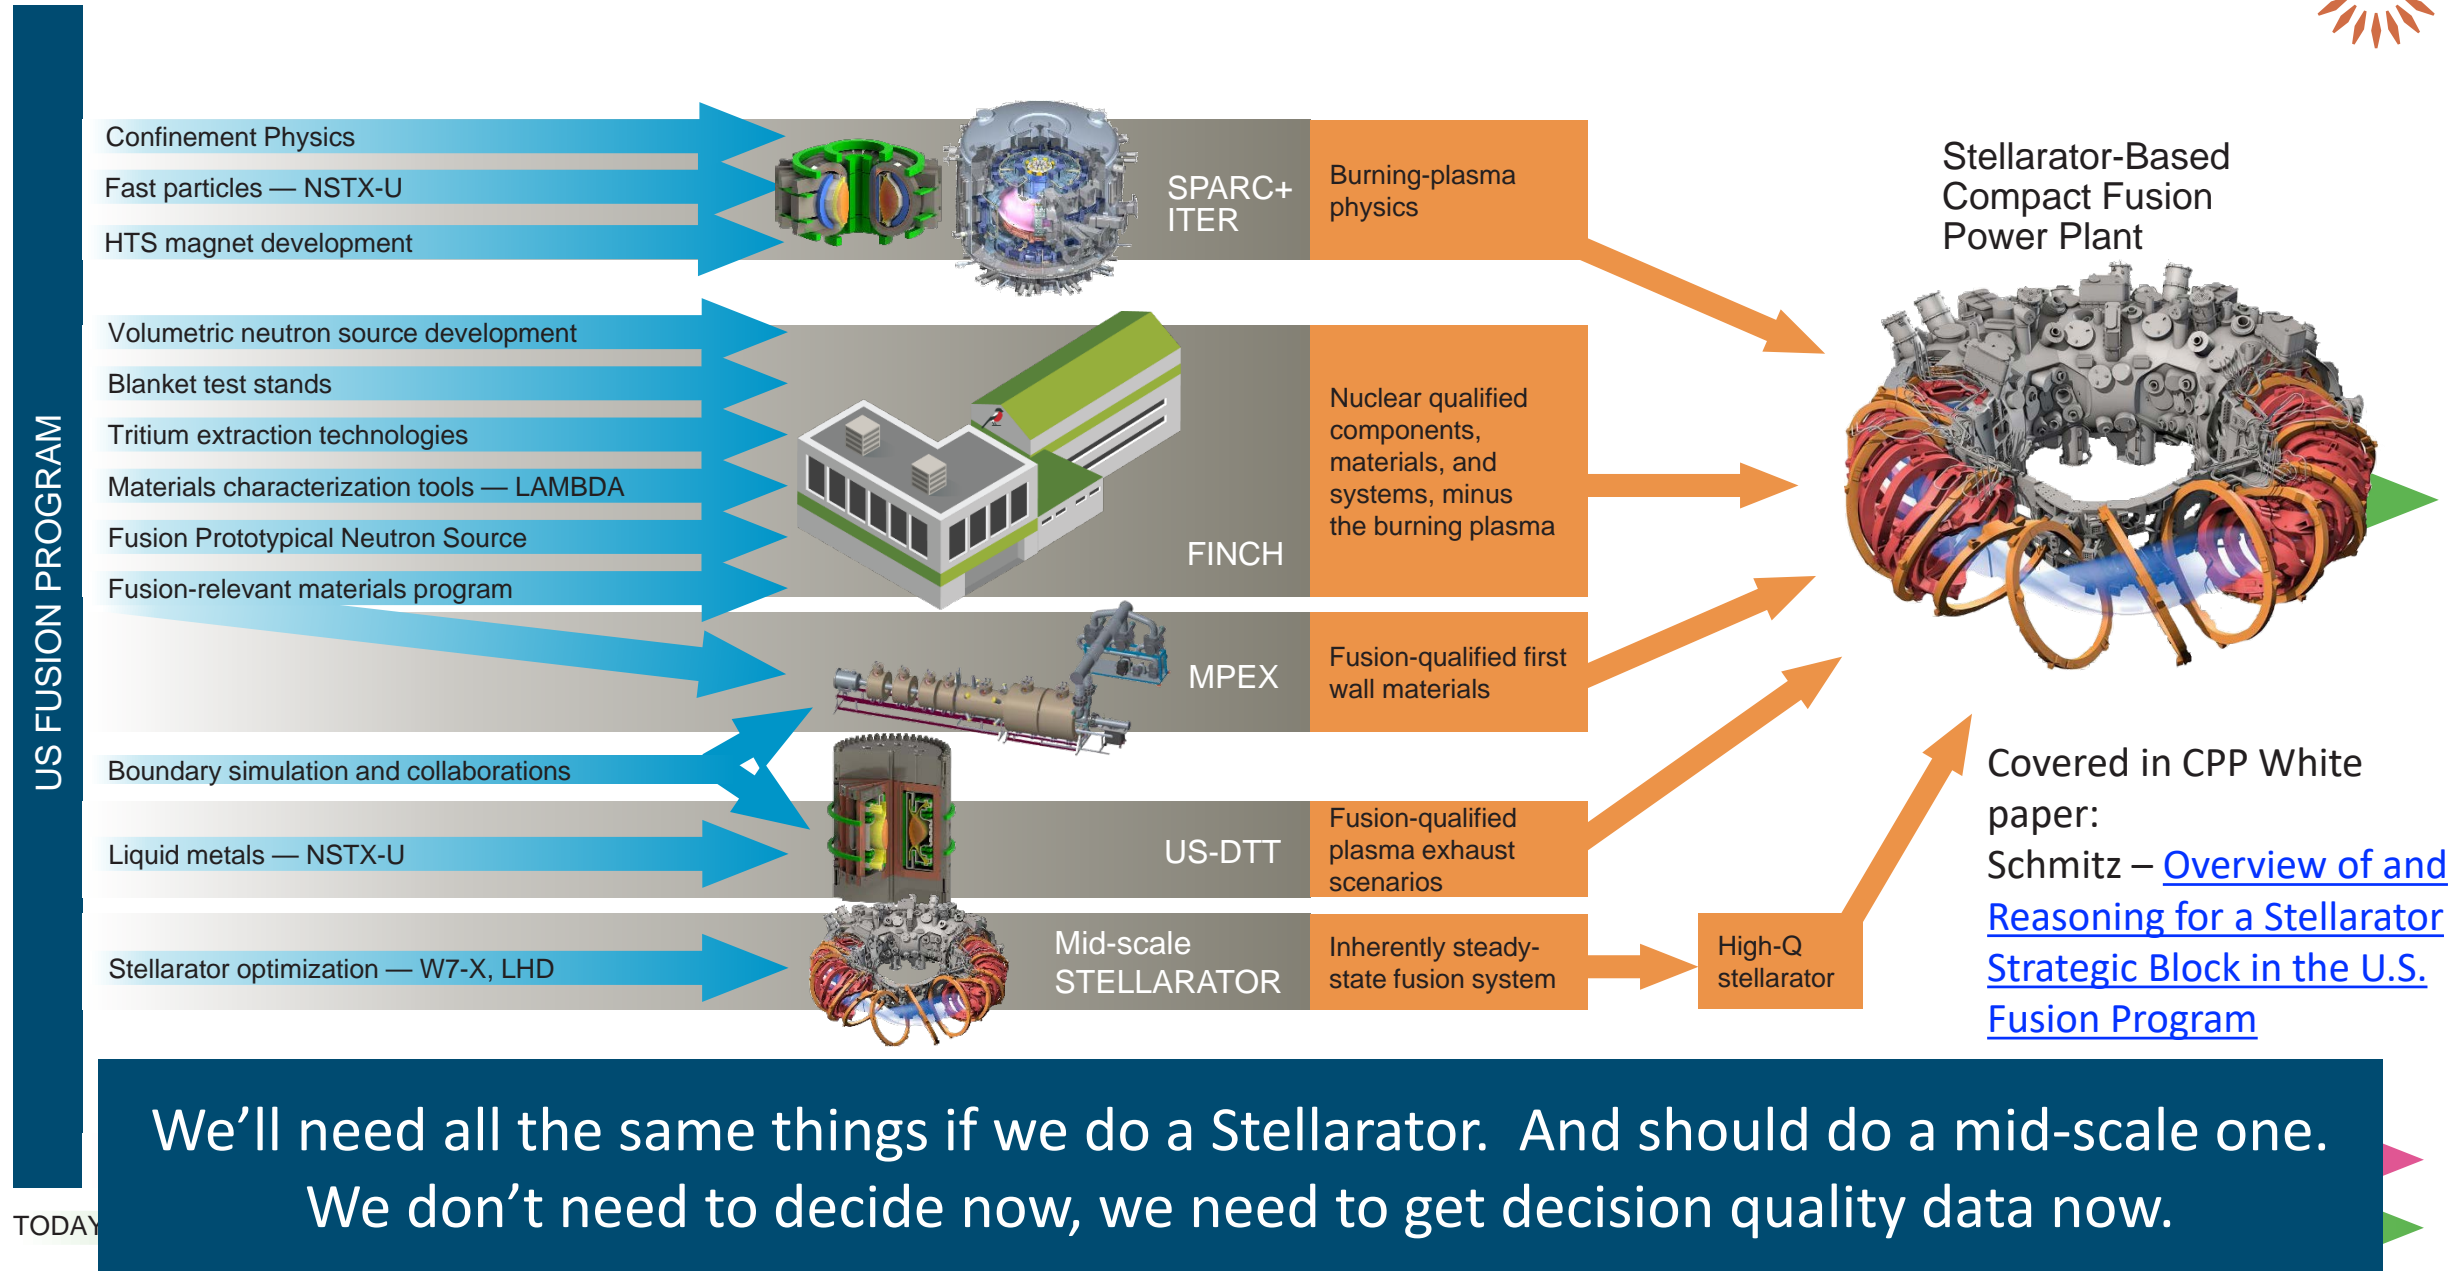 US FUSION PROGRAM
Confinement Physics
Fast particles — NSTX-U
HTS magnet development
SPARC+
ITER
Burning-plasma
physics
Volumetric neutron source development
Blanket test stands
Tritium extraction technologies
Materials characterization tools — LAMBDA
Fusion Prototypical Neutron Source
Fusion-relevant materials program
FINCH
Nuclear qualified
components,
materials, and
systems, minus
the burning plasma
MPEX
Fusion-qualified first
wall materials
Boundary simulation and collaborations
Liquid metals — NSTX-U
US-DTT
Fusion-qualified
plasma exhaust
scenarios
Stellarator optimization — W7-X, LHD
Mid-scale
STELLARATOR
Inherently steady-
state fusion system
High-Q
stellarator
Stellarator-Based
Compact Fusion
Power Plant
Covered in CPP White
paper:
Schmitz – Overview of and
Reasoning for a Stellarator
Strategic Block in the U.S.
Fusion Program
We’ll need all the same things if we do a Stellarator. And should do a mid-scale one.
We don’t need to decide now, we need to get decision quality data now.
TODAY